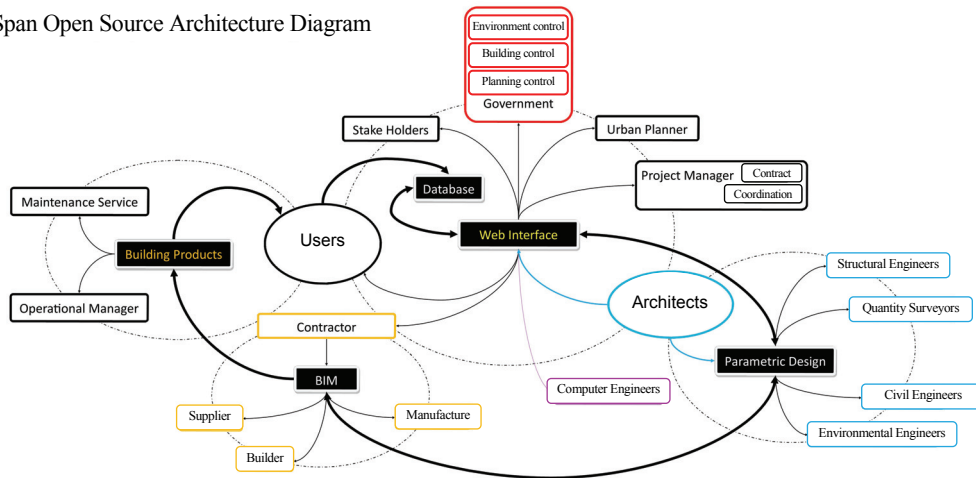 Span Open Source Architecture Diagram
Environment control
Building control
Planning control
Government
Stake Holders
Urban Planner
Project Manager
Contract
Coordination
Database
Maintenance Service
Users
Web Interface
Building Products
Structural Engineers
Operational Manager
Architects
Quantity Surveyors
Contractor
Parametric Design
BIM
Computer Engineers
Civil Engineers
Supplier
Manufacture
Environmental Engineers
Builder